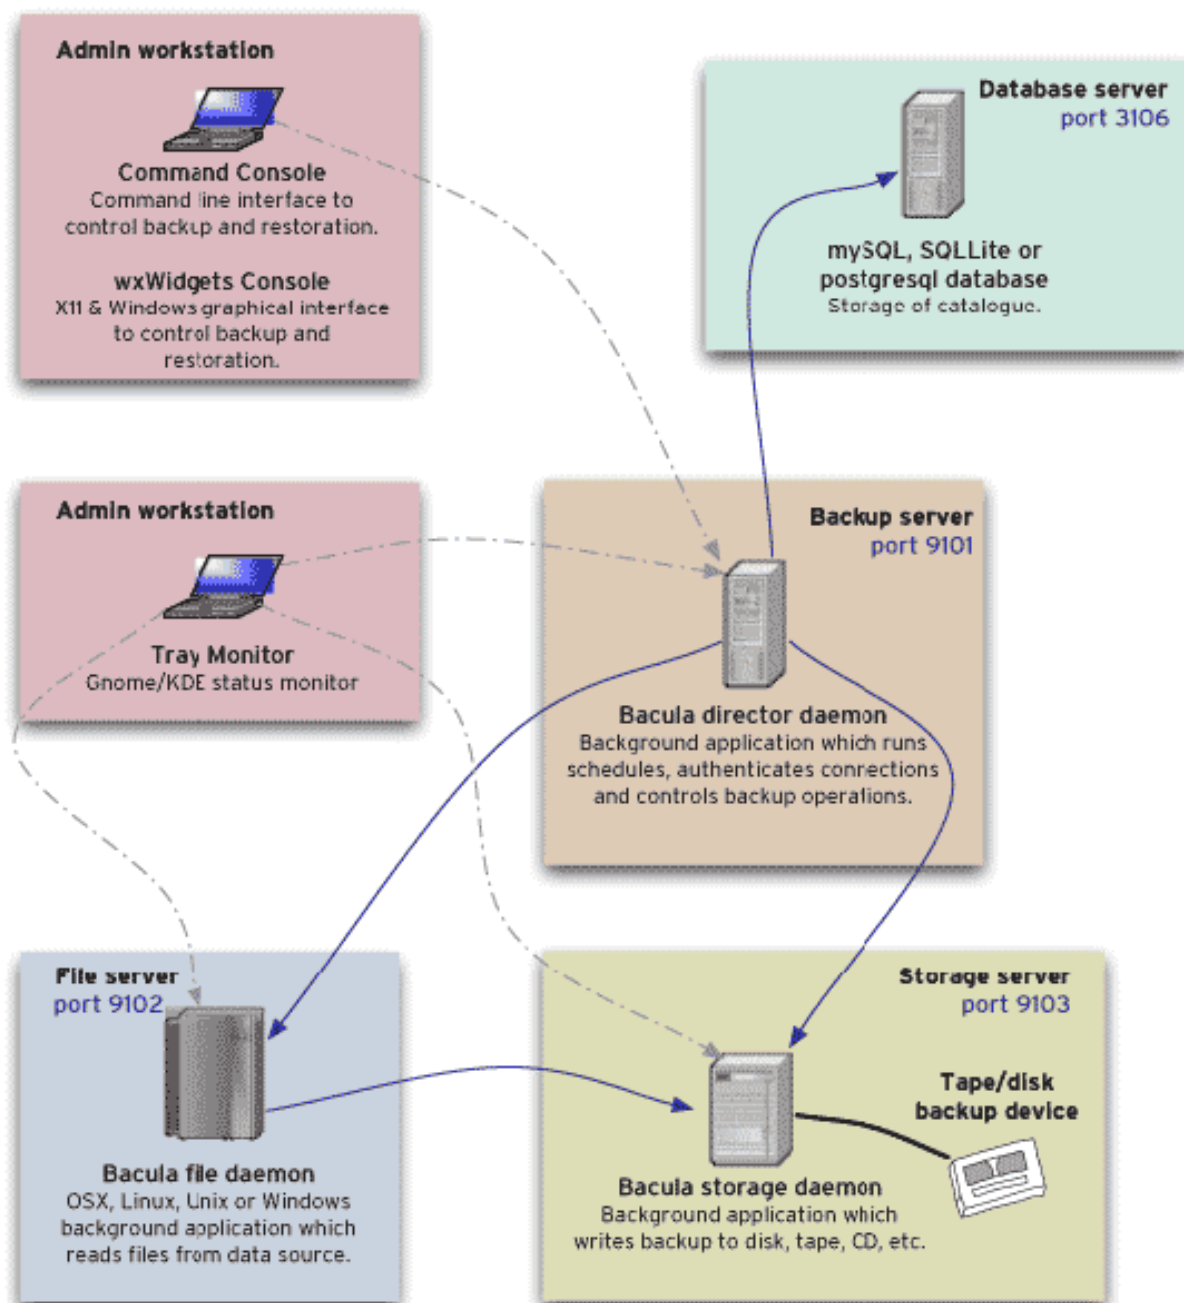 Admin workstation
Command Console
Command line interface to
control backup and restoration.
wxWidgets Console
X11 & Windows graphical interface
to control backup and
restoration.
Database server
port 3106
mySQL, SQLLite or
postgresql database
Storage of catalogue.
Admin workstation
Tray Monitor
Gnome/KDE status monitor
Backup server
port 9101
Bacula director daemon
Background application which runs
schedules, authenticates connections
and controls backup operations.
File server
port 9102
Bacula file daemon
OSX, Linux, Unix or Windows
background application which
reads files from data source.
Storage server
port 9103
Tape/disk
backup device
Bacula storage daemon
Background application which
writes backup to disk, tape, CD, etc.